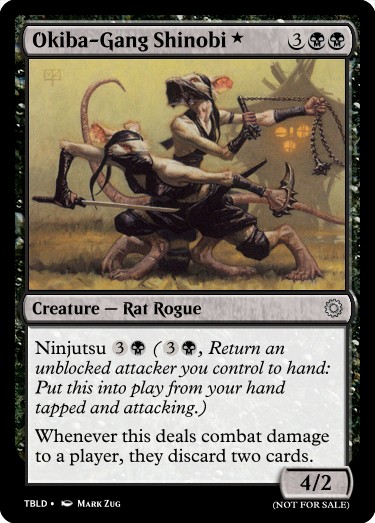 Okiba-Gang Shinobi ★ 3
Creature — Rat Rogue
Ninjutsu 3 ( 3 , Return an
unblocked attacker you control to hand:
Put this into play from your hand
tapped and attacking.)
Whenever this deals combat damage
to a player, they discard two cards.
4/2
TBLD • Mark Zug
(NOT FOR SALE)